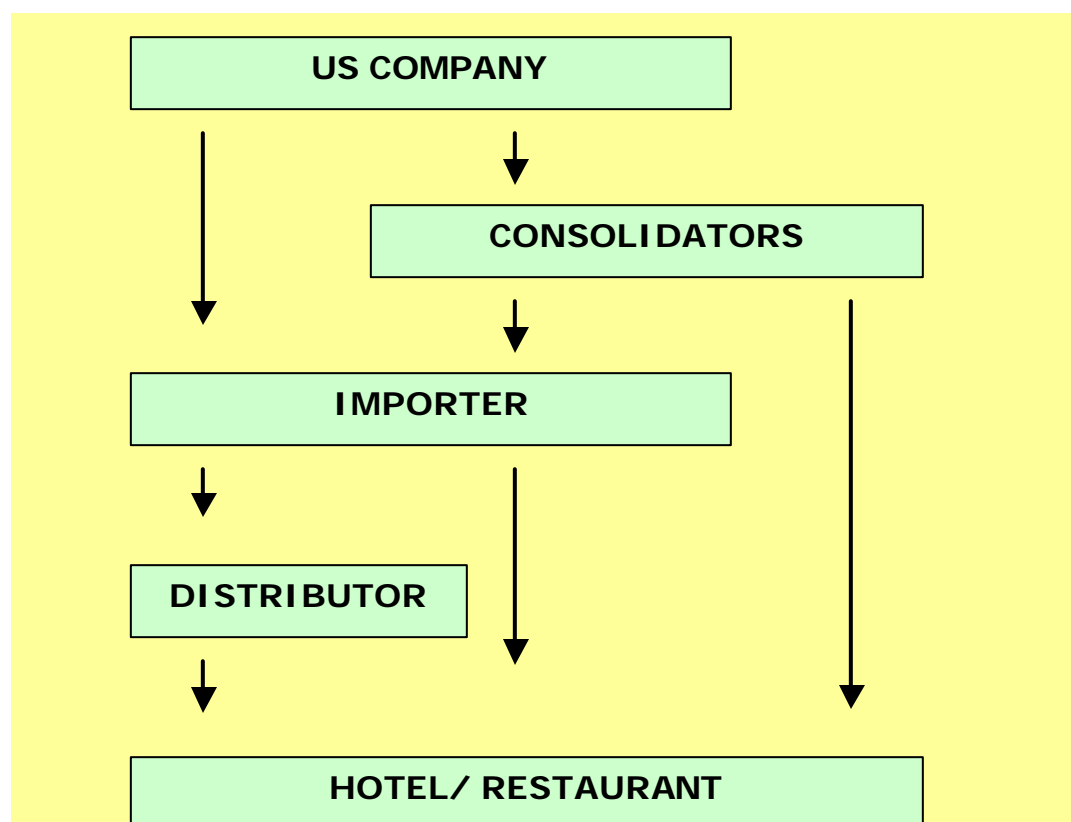 US COMPANY
CONSOLIDATORS
IMPORTER
DISTRIBUTOR
HOTEL/ RESTAURANT